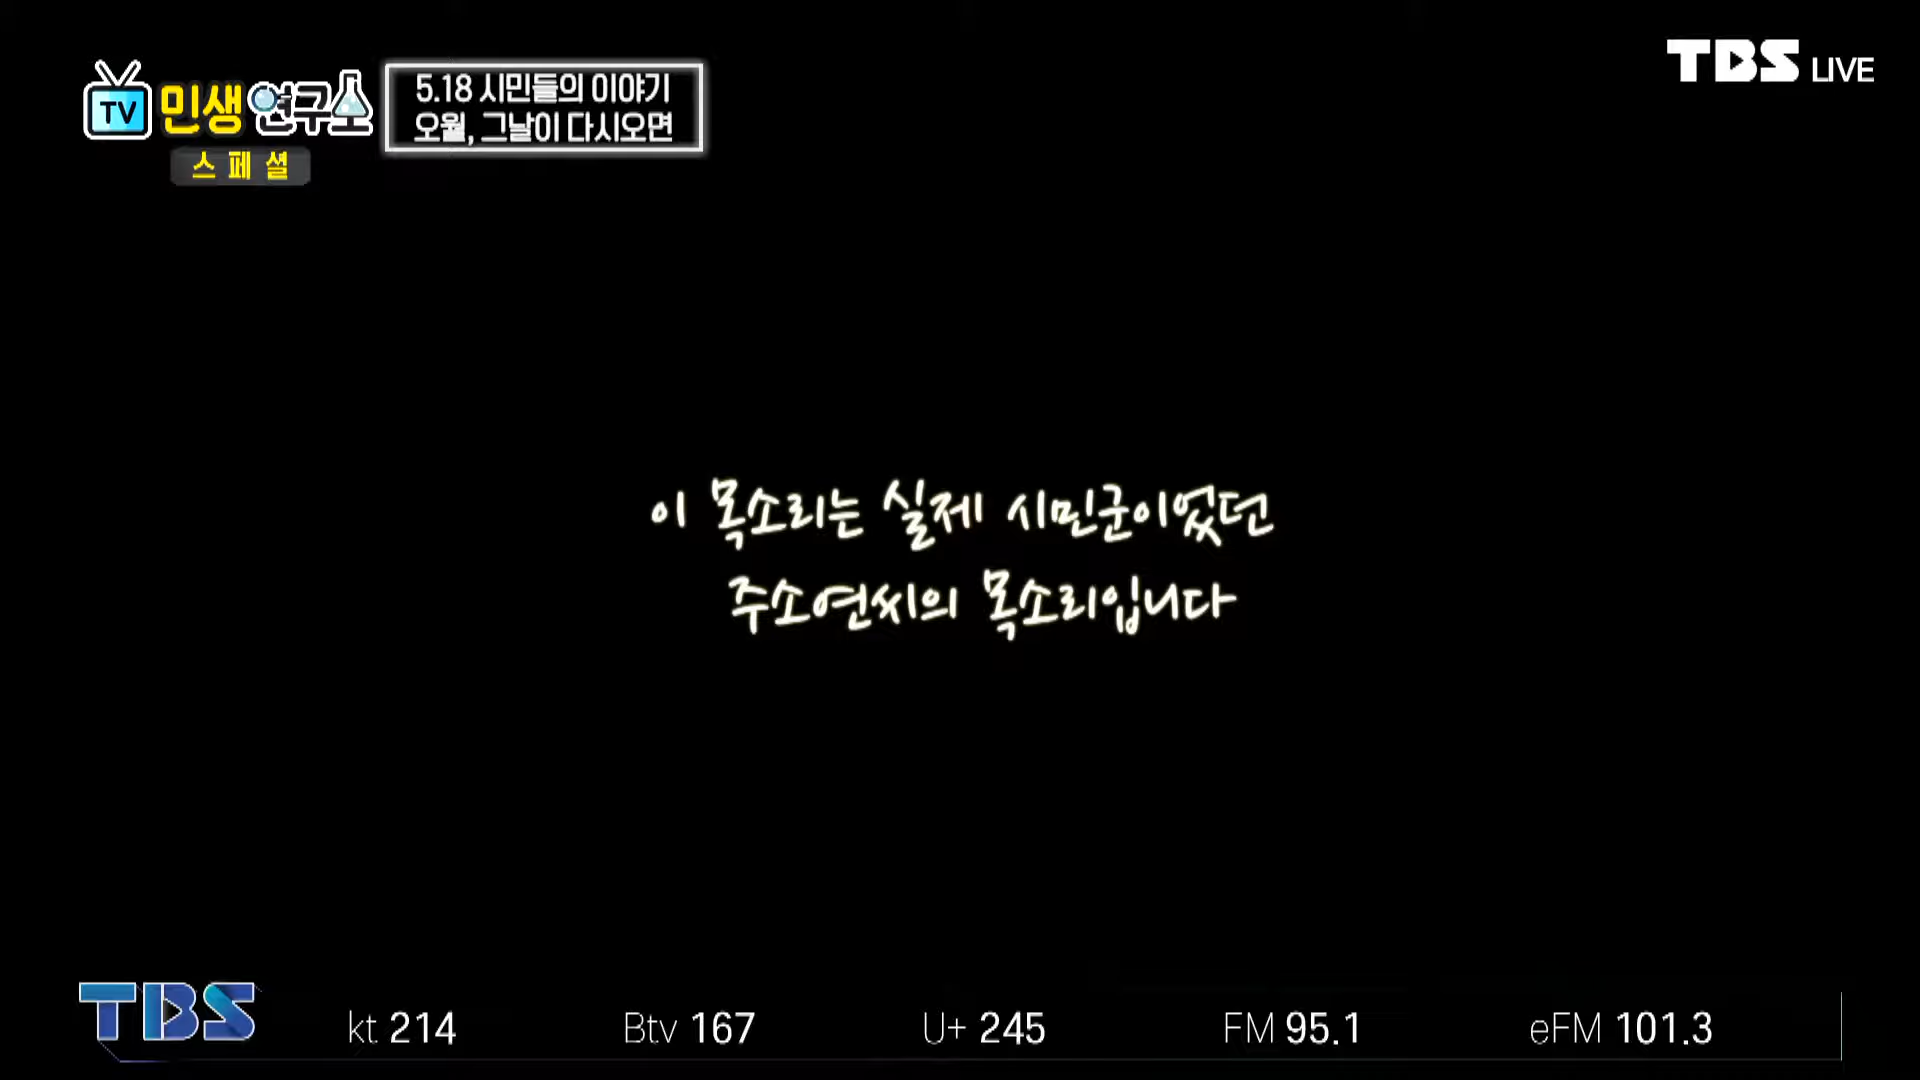 TV 민생연구소
스페셜
5.18 시민들의 이야기
오월, 그날이 다시오면
TBS LIVE
이 목소리는 실제 시민군이었던
주소연씨의 목소리입니다
TBS kt 214 Btv 167 U+ 245 FM 95.1 eFM 101.3